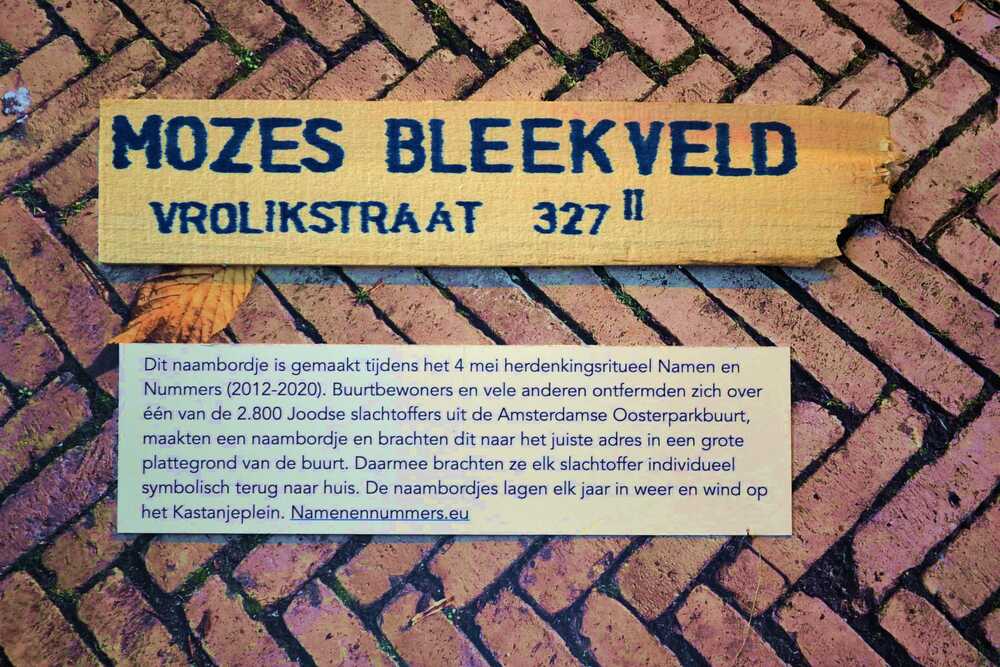 MOZES BLEEKVELD
VROLIKSTRAAT 327 II
Dit naambordje is gemaakt tijdens het 4 mei herdenkingsritueel Namen en
Nummers (2012-2020). Buurtbewoners en vele anderen ontfermden zich over
één van de 2.800 Joodse slachtoffers uit de Amsterdamse Oosterparkbuurt,
maakten een naambordje en brachten dit naar het juiste adres in een grote
plattegrond van de buurt. Daarmee brachten ze elk slachtoffer individueel
symbolisch terug naar huis. De naambordjes lagen elk jaar in weer en wind op
het Kastanjeplein. Namenennummers.eu